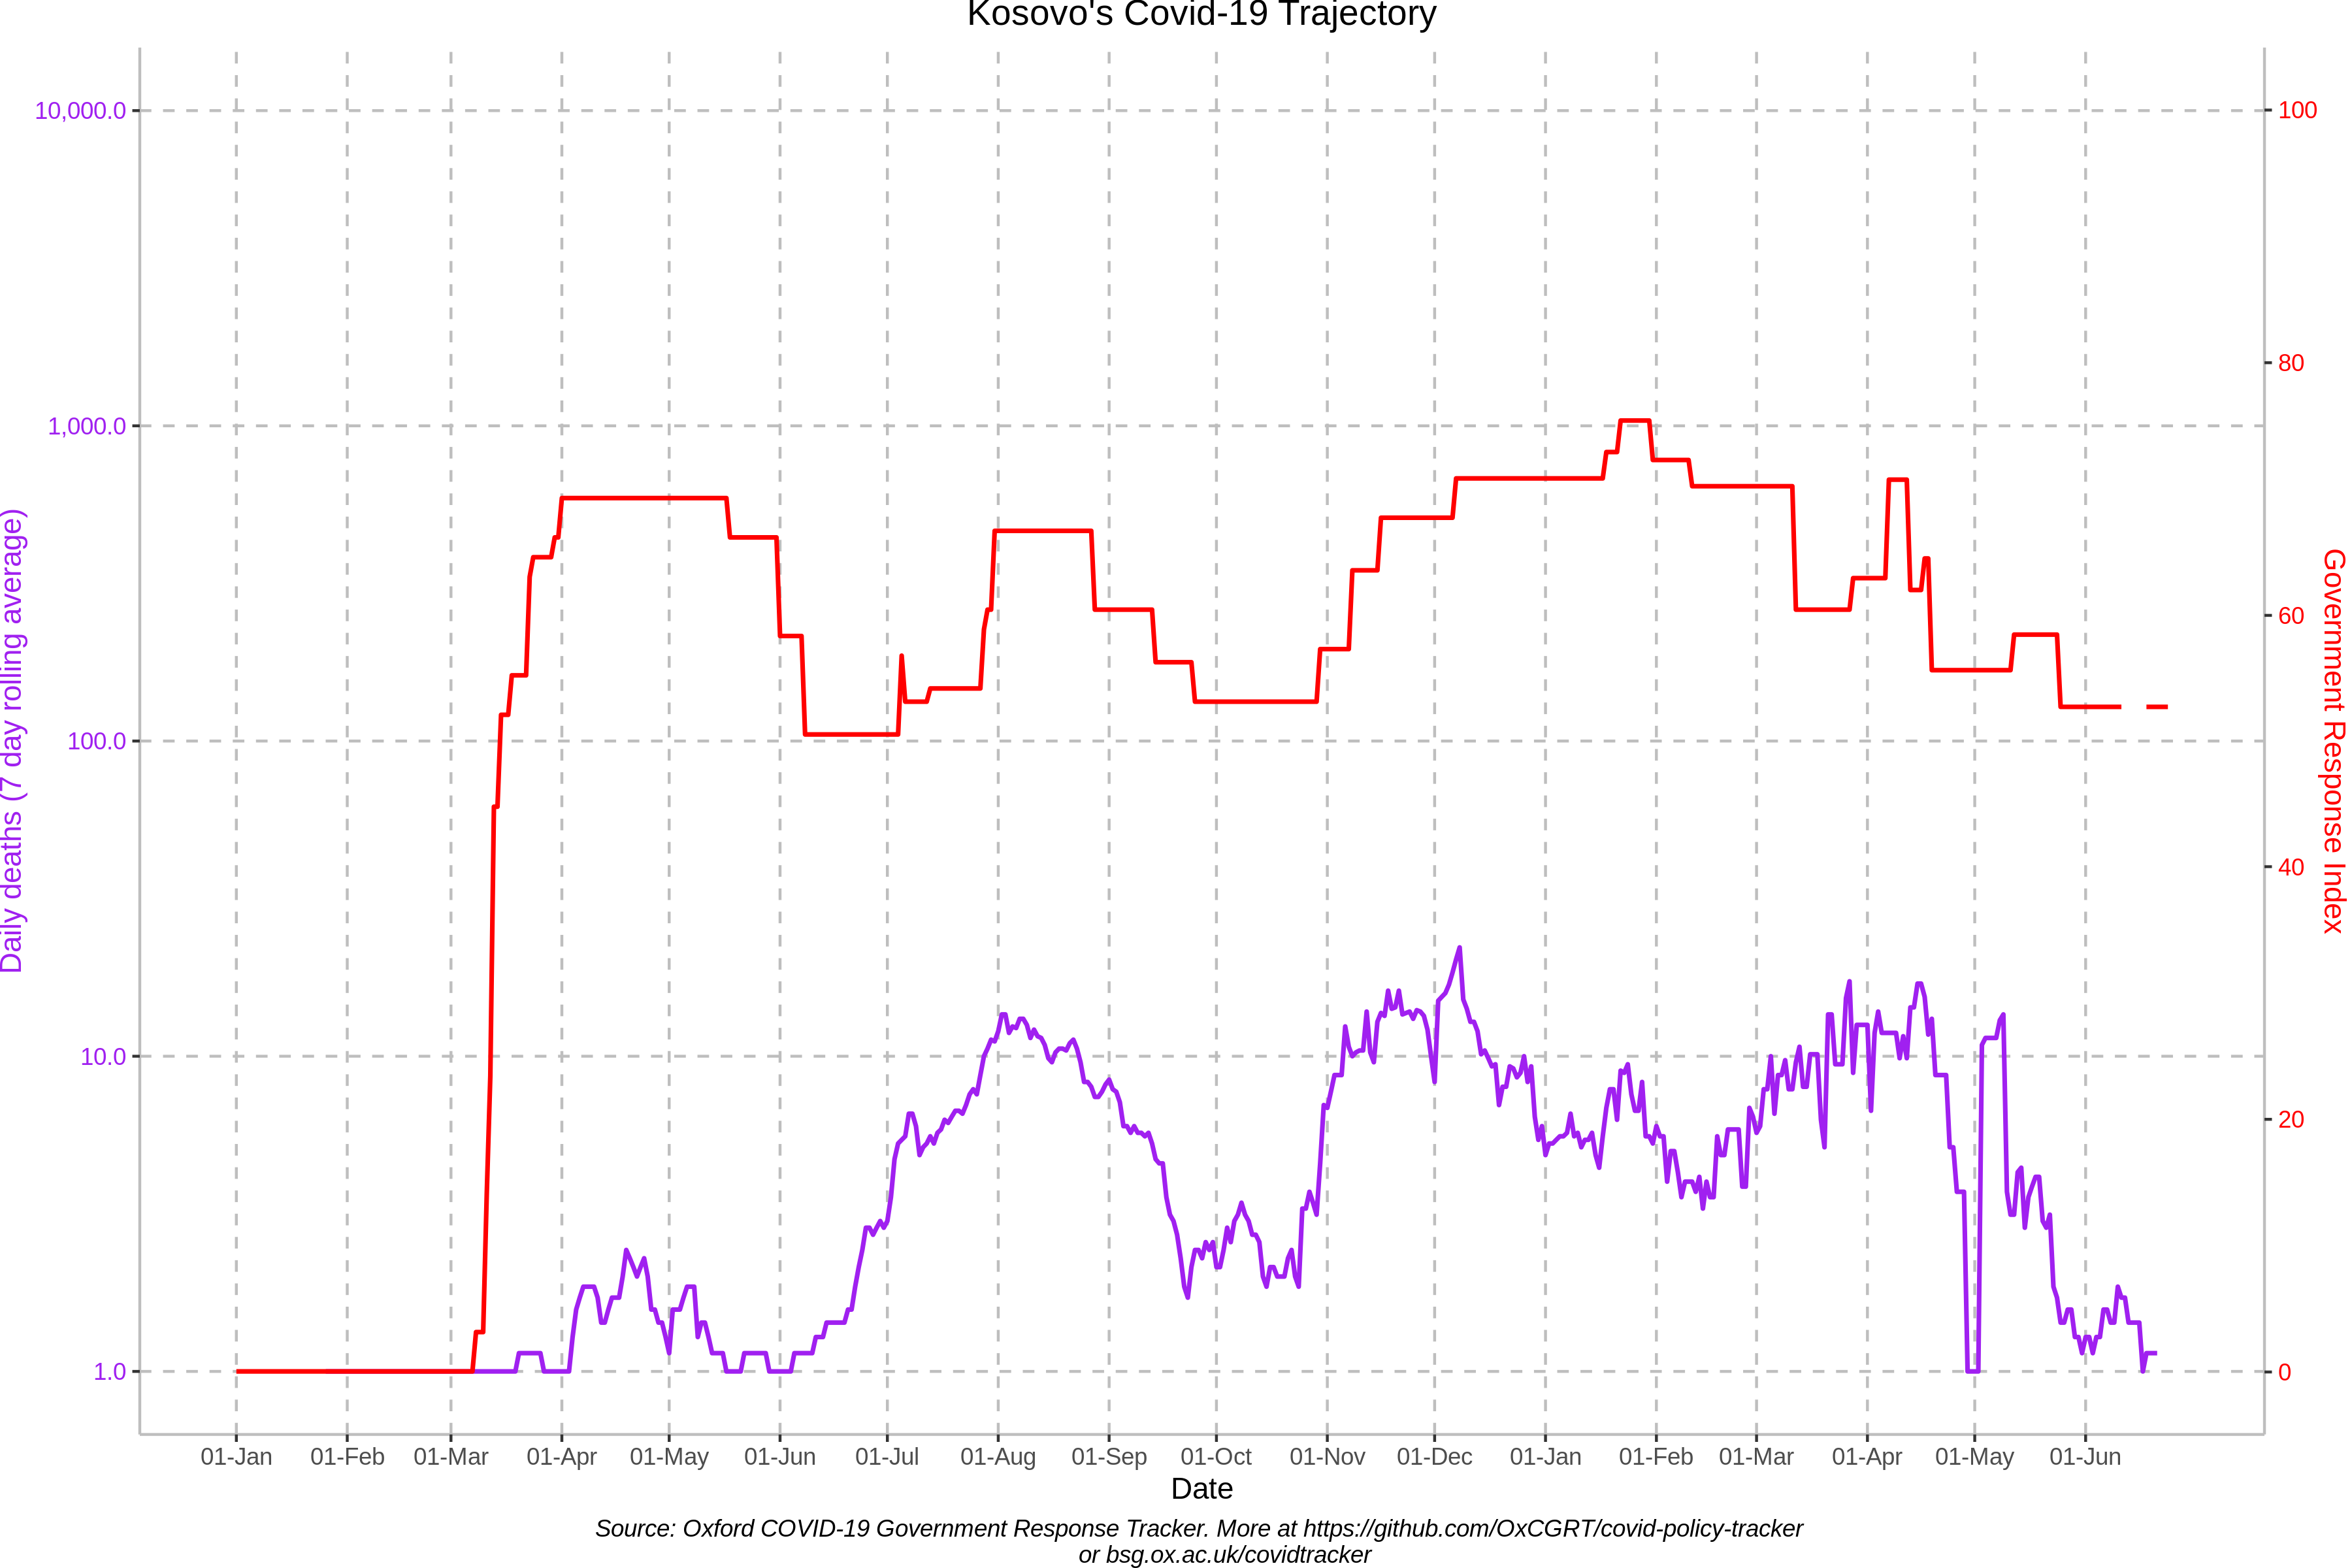 Kosovo's Covid-19 Trajectory
10,000.0
1,000.0
100.0
10.0
1.0
Daily deaths (7 day rolling average)
100
80
60
40
20
0
Government Response Index
01-Jan 01-Feb 01-Mar 01-Apr 01-May 01-Jun 01-Jul 01-Aug 01-Sep 01-Oct 01-Nov 01-Dec 01-Jan 01-Feb 01-Mar 01-Apr 01-May 01-Jun
Date
Source: Oxford COVID-19 Government Response Tracker. More at https://github.com/OxCGRT/covid-policy-tracker
or bsg.ox.ac.uk/covidtracker